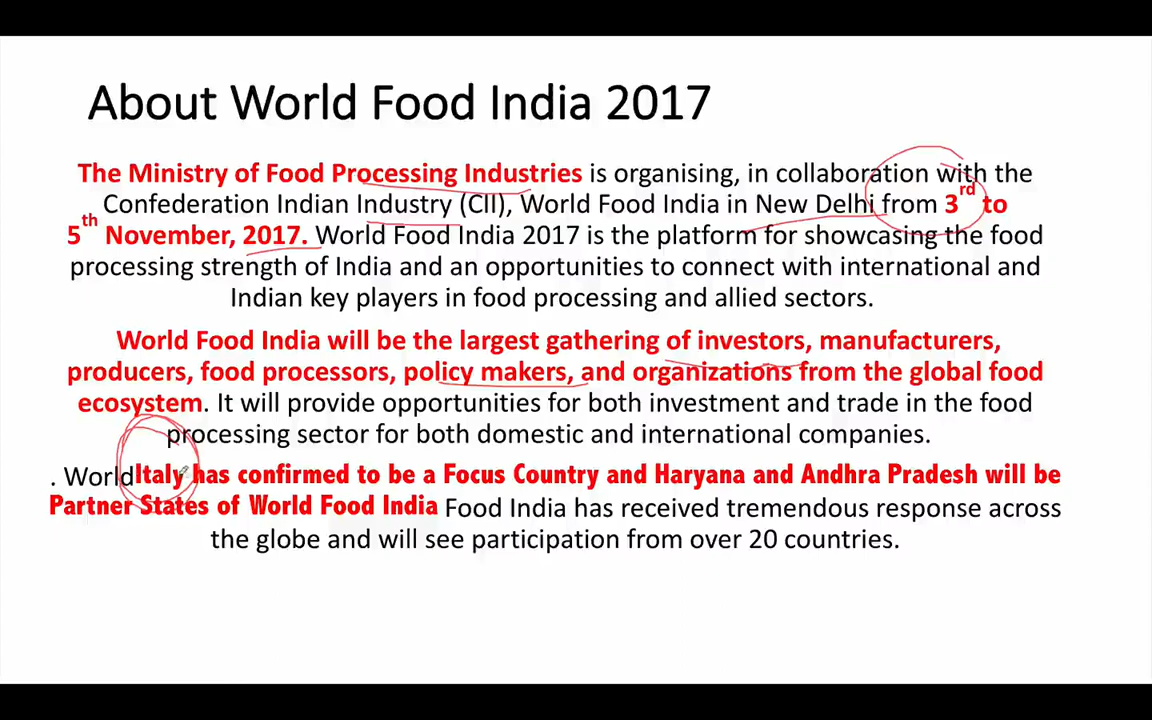 About World Food India 2017
The Ministry of Food Processing Industries is organising, in collaboration with the
Confederation Indian Industry (CII), World Food India in New Delhi from 3rd to
5th November, 2017. World Food India 2017 is the platform for showcasing the food
processing strength of India and an opportunities to connect with international and
Indian key players in food processing and allied sectors.
World Food India will be the largest gathering of investors, manufacturers,
producers, food processors, policy makers, and organizations from the global food
ecosystem. It will provide opportunities for both investment and trade in the food
processing sector for both domestic and international companies.
. WorldItaly has confirmed to be a Focus Country and Haryana and Andhra Pradesh will be
Partner States of World Food India Food India has received tremendous response across
the globe and will see participation from over 20 countries.